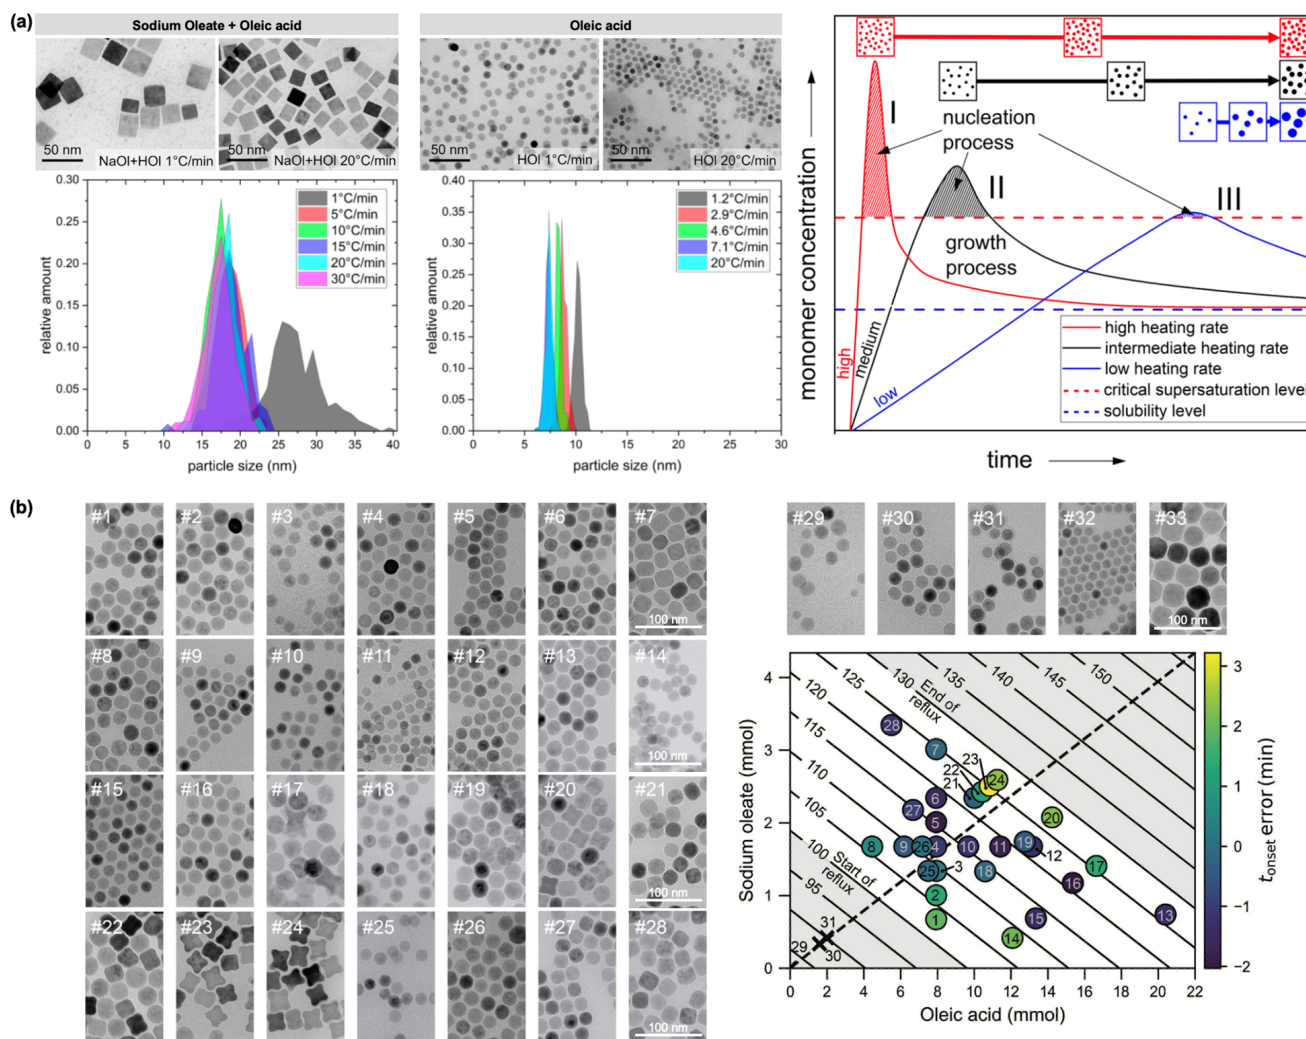 (a)
Sodium Oleate + Oleic acid
Oleic acid
50 nm
NaOl+HOl 1°C/min
50 nm
NaOl+HOl 20°C/min
50 nm
HOl 1°C/min
50 nm
HOl 20°C/min
0.30
0.25
0.20
0.15
0.10
0.05
0.00
relative amount
1°C/min
5°C/min
10°C/min
15°C/min
20°C/min
30°C/min
0 5 10 15 20 25 30 35 40
particle size (nm)
0.40
0.35
0.30
0.25
0.20
0.15
0.10
0.05
0.00
relative amount
1.2°C/min
2.9°C/min
4.6°C/min
7.1°C/min
20°C/min
0 5 10 15 20 25 30
particle size (nm)
monomer concentration
I
nucleation
process
II
III
growth
process
high
medium
low
high heating rate
intermediate heating rate
low heating rate
critical supersaturation level
solubility level
time
(b)
#1 #2 #3 #4 #5 #6 #7
100 nm
#8 #9 #10 #11 #12 #13 #14
100 nm
#15 #16 #17 #18 #19 #20 #21
100 nm
#22 #23 #24 #25 #26 #27 #28
100 nm
#29 #30 #31 #32 #33
100 nm
Sodium oleate (mmol)
4
3
2
1
0
120 125 130 135 140 145 150
115
110
105
100
95
End of
reflux
Start of
reflux
28
7
23
22
24
21
6
27
5
20
8 9 26 4 10 11 19 12
25 3 18 17
16
2
1
15
13
14
31
29
30
0 2 4 6 8 10 12 14 16 18 20 22
Oleic acid (mmol)
3
2
1
0
−1
−2
tonset error (min)